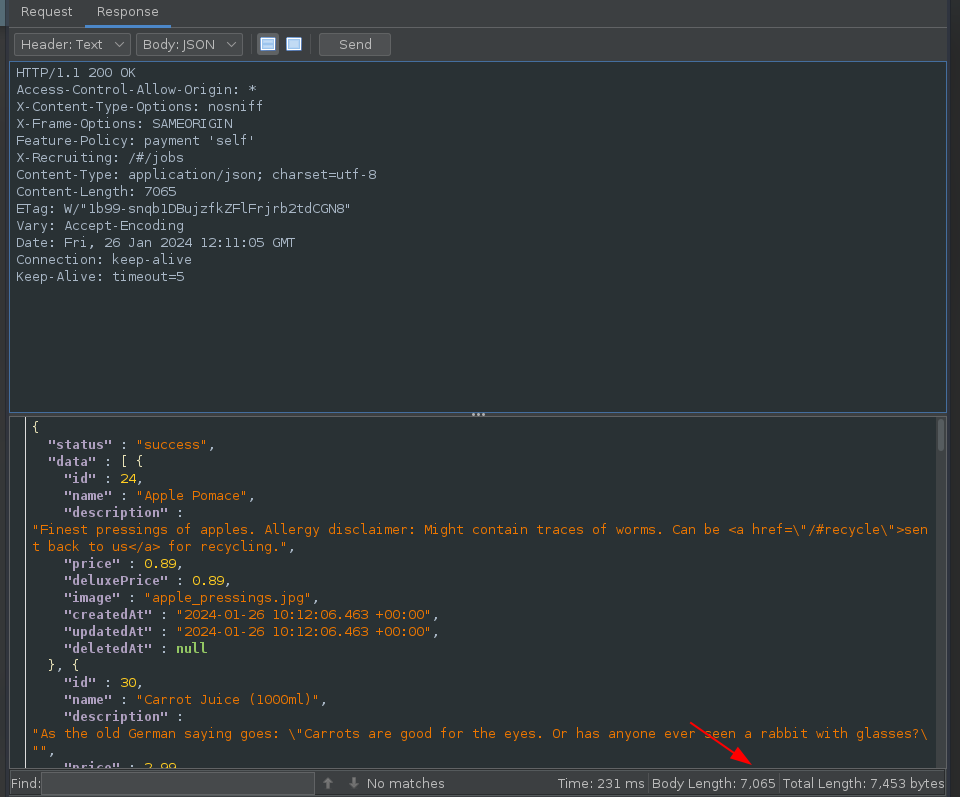 Request Response
Header: Text Body: JSON Send
HTTP/1.1 200 OK
Access-Control-Allow-Origin: *
X-Content-Type-Options: nosniff
X-Frame-Options: SAMEORIGIN
Feature-Policy: payment 'self'
X-Recruiting: /#/jobs
Content-Type: application/json; charset=utf-8
Content-Length: 7065
ETag: W/"1b99-snqb1DBujzfkZFlFrjrb2tdCGN8"
Vary: Accept-Encoding
Date: Fri, 26 Jan 2024 12:11:05 GMT
Connection: keep-alive
Keep-Alive: timeout=5
{
"status" : "success",
"data" : [ {
"id" : 24,
"name" : "Apple Pomace",
"description" :
"Finest pressings of apples. Allergy disclaimer: Might contain traces of worms. Can be <a href=\"/#recycle\">sen
t back to us</a> for recycling.",
"price" : 0.89,
"deluxePrice" : 0.89,
"image" : "apple_pressings.jpg",
"createdAt" : "2024-01-26 10:12:06.463 +00:00",
"updatedAt" : "2024-01-26 10:12:06.463 +00:00",
"deletedAt" : null
}, {
"id" : 30,
"name" : "Carrot Juice (1000ml)",
"description" :
"As the old German saying goes: \"Carrots are good for the eyes. Or has anyone ever seen a rabbit with glasses?\
"",
"price" : 2.99,
Find: No matches Time: 231 ms Body Length: 7,065 Total Length: 7,453 bytes